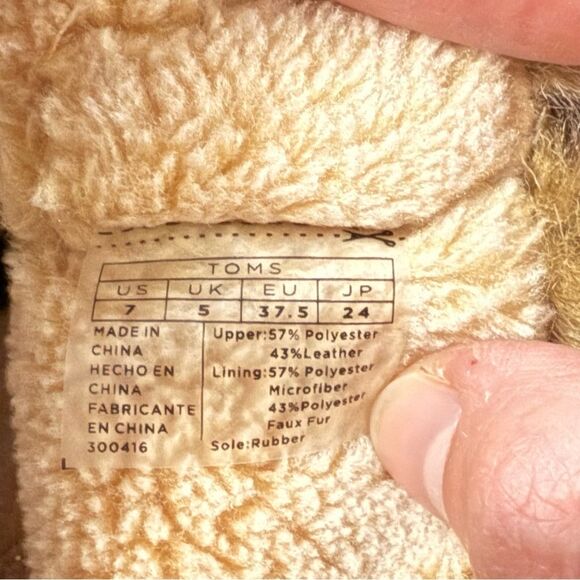 TOMS
US UK EU JP
7 5 37.5 24
MADE IN
CHINA
HECHO EN
CHINA
FABRICANTE
EN CHINA
300416
Upper:57% Polyester
43%Leather
Lining:57% Polyester
Microfiber
43%Polyester
Faux Fur
Sole:Rubber